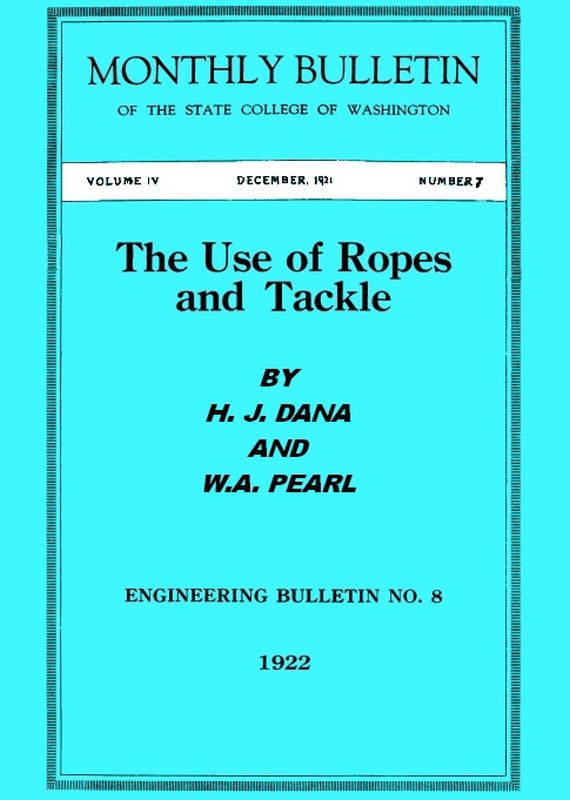 MONTHLY BULLETIN
OF THE STATE COLLEGE OF WASHINGTON
VOLUME IV DECEMBER, 1921 NUMBER 7
The Use of Ropes
and Tackle
BY
H. J. DANA
AND
W.A. PEARL
ENGINEERING BULLETIN NO. 8
1922